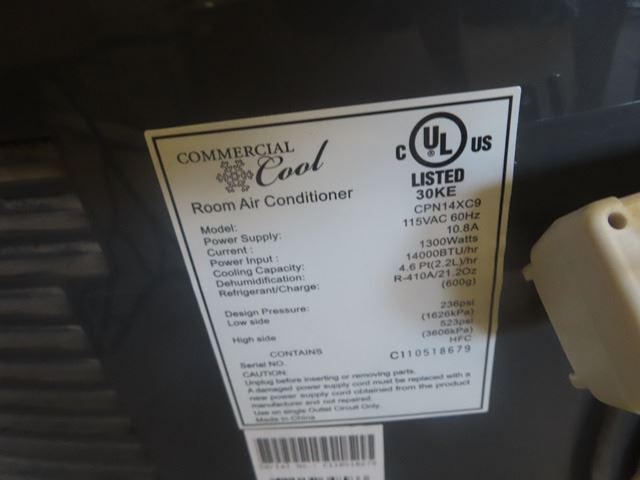 COMMERCIAL
Cool
C UL US
LISTED
30KE
Room Air Conditioner
Model: CPN14XC9
Power Supply: 115VAC 60Hz
Current : 10.8A
Power Input : 1300Watts
Cooling Capacity: 14000BTU/hr
Dehumidification: 4.6 Pt(2.2L)/hr
Refrigerant/Charge: R-410A/21.2Oz
(600g)
Design Pressure:
Low side 236psi
(1626kPa)
High side 523psi
(3606kPa)
CONTAINS HFC
Serial NO. C110518679
CAUTION:
Unplug before inserting or removing parts.
A damaged power supply cord must be replaced with a
new power supply cord obtained from the product
manufacturer and not repaired.
Use on single Outlet Circuit Only.
Made in China
Serial No.: C110518679